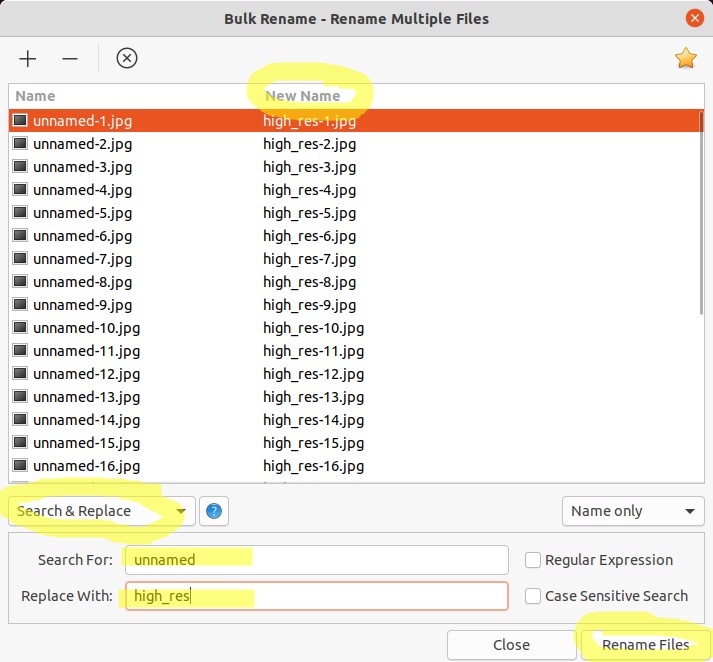 Bulk Rename - Rename Multiple Files
Name New Name
unnamed-1.jpg high_res-1.jpg
unnamed-2.jpg high_res-2.jpg
unnamed-3.jpg high_res-3.jpg
unnamed-4.jpg high_res-4.jpg
unnamed-5.jpg high_res-5.jpg
unnamed-6.jpg high_res-6.jpg
unnamed-7.jpg high_res-7.jpg
unnamed-8.jpg high_res-8.jpg
unnamed-9.jpg high_res-9.jpg
unnamed-10.jpg high_res-10.jpg
unnamed-11.jpg high_res-11.jpg
unnamed-12.jpg high_res-12.jpg
unnamed-13.jpg high_res-13.jpg
unnamed-14.jpg high_res-14.jpg
unnamed-15.jpg high_res-15.jpg
unnamed-16.jpg high_res-16.jpg
Search & Replace ? Name only
Search For: unnamed Regular Expression
Replace With: high_res Case Sensitive Search
Close Rename Files